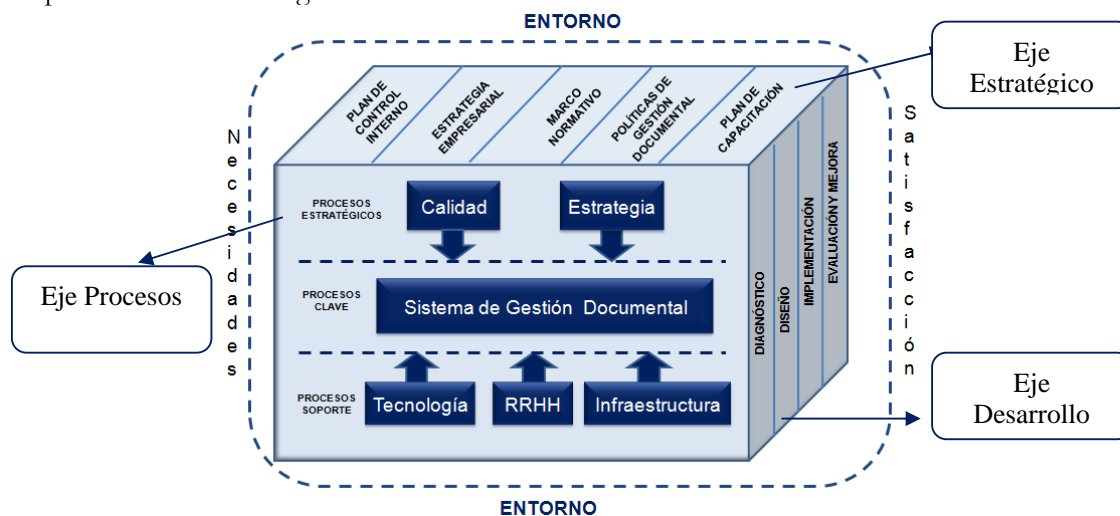 ENTORNO
Eje
Estratégico
PLAN DE
CONTROL
INTERNO
ESTRATEGIA
EMPRESARIAL
MARCO
NORMATIVO
POLÍTICAS DE
GESTIÓN
DOCUMENTAL
PLAN DE
CAPACITACIÓN
Necesidades
Satisfacción
PROCESOS
ESTRATÉGICOS
Calidad
Estrategia
Eje Procesos
PROCESOS
CLAVE
Sistema de Gestión Documental
PROCESOS
SOPORTE
Tecnología
RRHH
Infraestructura
DIAGNÓSTICO
DISEÑO
IMPLEMENTACIÓN
EVALUACIÓN Y MEJORA
Eje
Desarrollo
ENTORNO